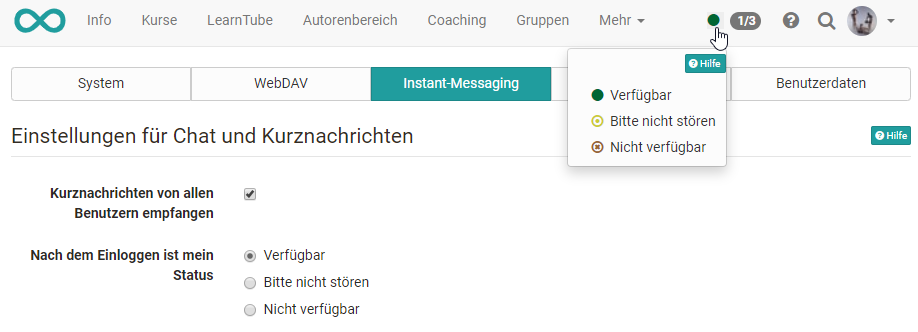 Info Kurse LearnTube Autorenbereich Coaching Gruppen Mehr 1/3
Hilfe
Verfügbar
Bitte nicht stören
Nicht verfügbar
System WebDAV Instant-Messaging Benutzerdaten
Einstellungen für Chat und Kurznachrichten Hilfe
Kurznachrichten von allen
Benutzern empfangen
Nach dem Einloggen ist mein
Status
Verfügbar
Bitte nicht stören
Nicht verfügbar